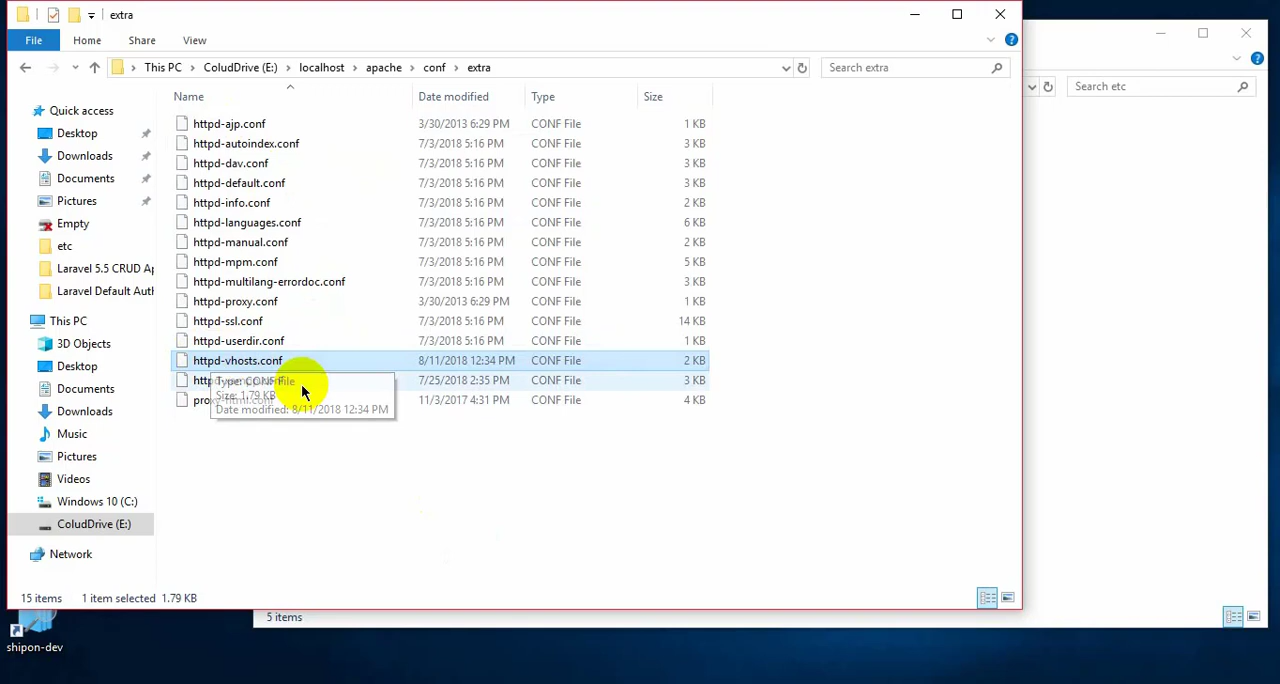 extra
File Home Share View
This PC ColudDrive (E:) localhost apache conf extra
Search extra
Search etc
Name Date modified Type Size
httpd-ajp.conf 3/30/2013 6:29 PM CONF File 1 KB
httpd-autoindex.conf 7/3/2018 5:16 PM CONF File 3 KB
httpd-dav.conf 7/3/2018 5:16 PM CONF File 3 KB
httpd-default.conf 7/3/2018 5:16 PM CONF File 3 KB
httpd-info.conf 7/3/2018 5:16 PM CONF File 2 KB
httpd-languages.conf 7/3/2018 5:16 PM CONF File 6 KB
httpd-manual.conf 7/3/2018 5:16 PM CONF File 2 KB
httpd-mpm.conf 7/3/2018 5:16 PM CONF File 5 KB
httpd-multilang-errordoc.conf 7/3/2018 5:16 PM CONF File 3 KB
httpd-proxy.conf 3/30/2013 6:29 PM CONF File 1 KB
httpd-ssl.conf 7/3/2018 5:16 PM CONF File 14 KB
httpd-userdir.conf 7/3/2018 5:16 PM CONF File 1 KB
httpd-vhosts.conf 8/11/2018 12:34 PM CONF File 2 KB
7/25/2018 2:35 PM CONF File 3 KB
11/3/2017 4:31 PM CONF File 4 KB
Type: CONF File
Size: 1.79 KB
Date modified: 8/11/2018 12:34 PM
Quick access
Desktop
Downloads
Documents
Pictures
Empty
etc
Laravel 5.5 CRUD Ap
Laravel Default Auth
This PC
3D Objects
Desktop
Documents
Downloads
Music
Pictures
Videos
Windows 10 (C:)
ColudDrive (E:)
Network
15 items 1 item selected 1.79 KB
5 items
shipon-dev